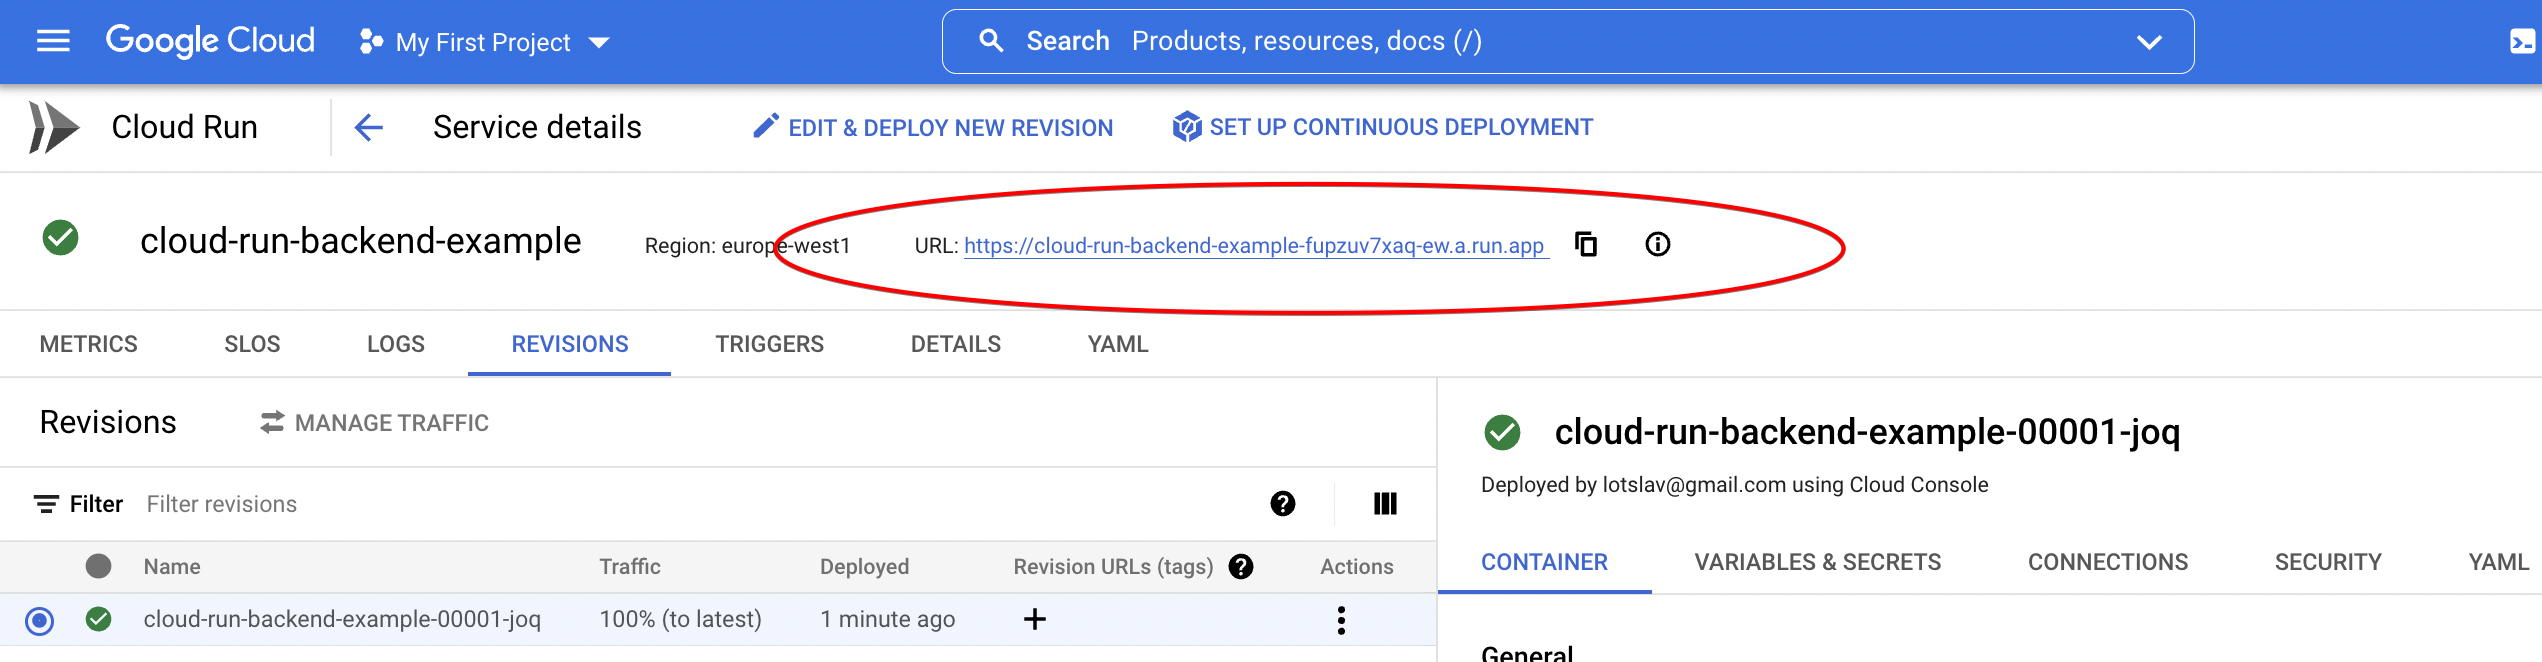 Google Cloud My First Project Search Products, resources, docs (/)
Cloud Run Service details EDIT & DEPLOY NEW REVISION SET UP CONTINUOUS DEPLOYMENT
cloud-run-backend-example Region: europe-west1 URL: https://cloud-run-backend-example-fupzuv7xaq-ew.a.run.app
METRICS SLOS LOGS REVISIONS TRIGGERS DETAILS YAML
Revisions MANAGE TRAFFIC
Filter Filter revisions
Name Traffic Deployed Revision URLs (tags) Actions
cloud-run-backend-example-00001-joq 100% (to latest) 1 minute ago
cloud-run-backend-example-00001-joq
Deployed by lotslav@gmail.com using Cloud Console
CONTAINER VARIABLES & SECRETS CONNECTIONS SECURITY YAML
General